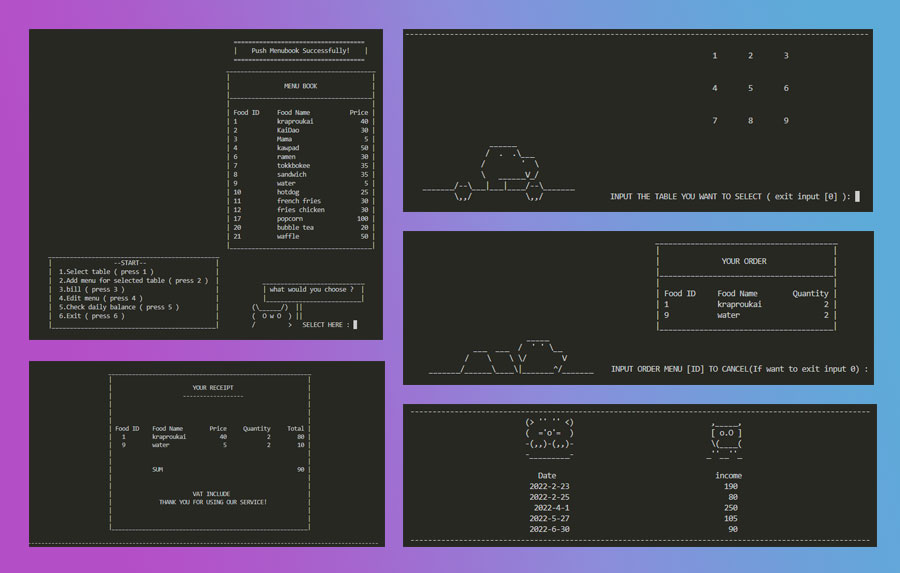 Push Menubook Successfully!
MENU BOOK
Food ID Food Name Price
1 kraproukai 40
2 KaiDao 30
3 Mama 5
4 kawpad 50
6 ramen 30
7 tokkbokee 35
8 sandwich 35
9 water 5
10 hotdog 25
11 french fries 30
12 fries chicken 30
17 popcorn 100
20 bubble tea 20
21 waffle 50
--START--
1.Select table ( press 1 )
2.Add menu for selected table ( press 2 )
3.bill ( press 3 )
4.Edit menu ( press 4 )
5.Check daily balance ( press 5 )
6.Exit ( press 6 )
what would you choose ?
( O w O )
SELECT HERE :
1 2 3
4 5 6
7 8 9
INPUT THE TABLE YOU WANT TO SELECT ( exit input [0] ):
YOUR ORDER
Food ID Food Name Quantity
1 kraproukai 2
9 water 2
INPUT ORDER MENU [ID] TO CANCEL(If want to exit input 0) :
YOUR RECEIPT
------------------
Food ID Food Name Price Quantity Total
1 kraproukai 40 2 80
9 water 5 2 10
SUM 90
VAT INCLUDE
THANK YOU FOR USING OUR SERVICE!
Date income
2022-2-23 190
2022-2-25 80
2022-4-1 250
2022-5-27 105
2022-6-30 90